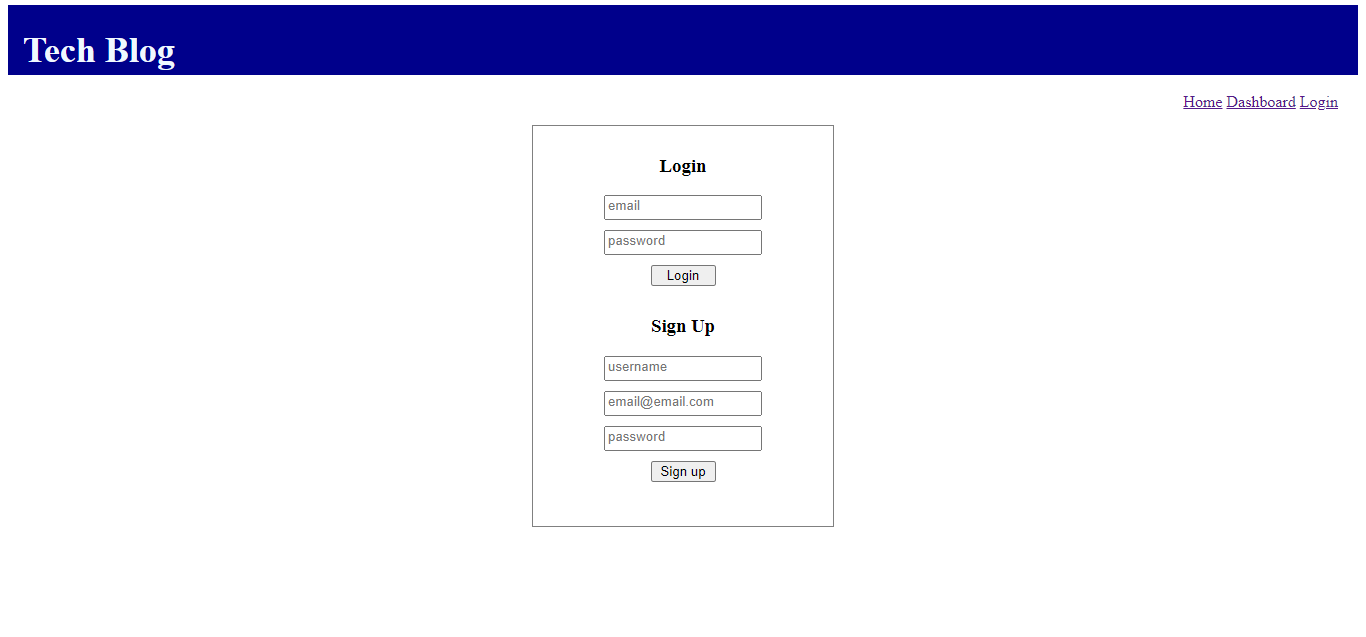 Tech Blog
Home Dashboard Login
Login
email
password
Login
Sign Up
username
email@email.com
password
Sign up